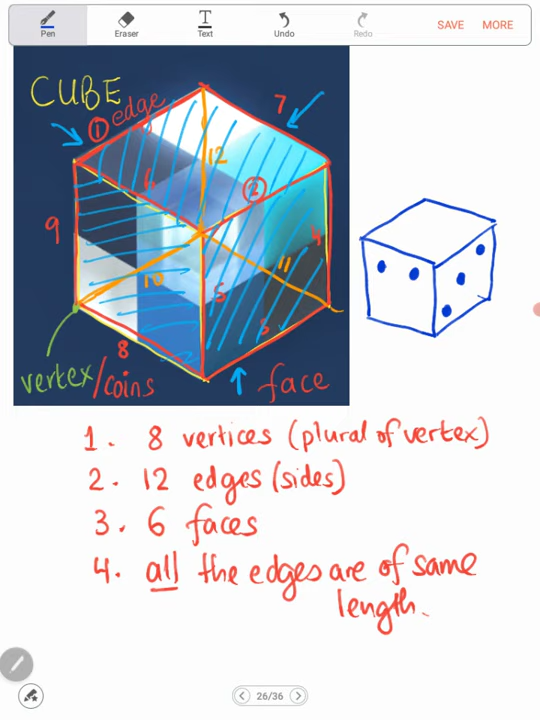 Pen
Eraser
Text
Undo
Redo
SAVE
MORE
CUBE
1 edge
7
12
2
6
9
4
11
10
5
3
8
vertex/coins
face
1. 8 vertices (plural of vertex)
2. 12 edges (sides)
3. 6 faces
4. all the edges are of same
length.
26/36